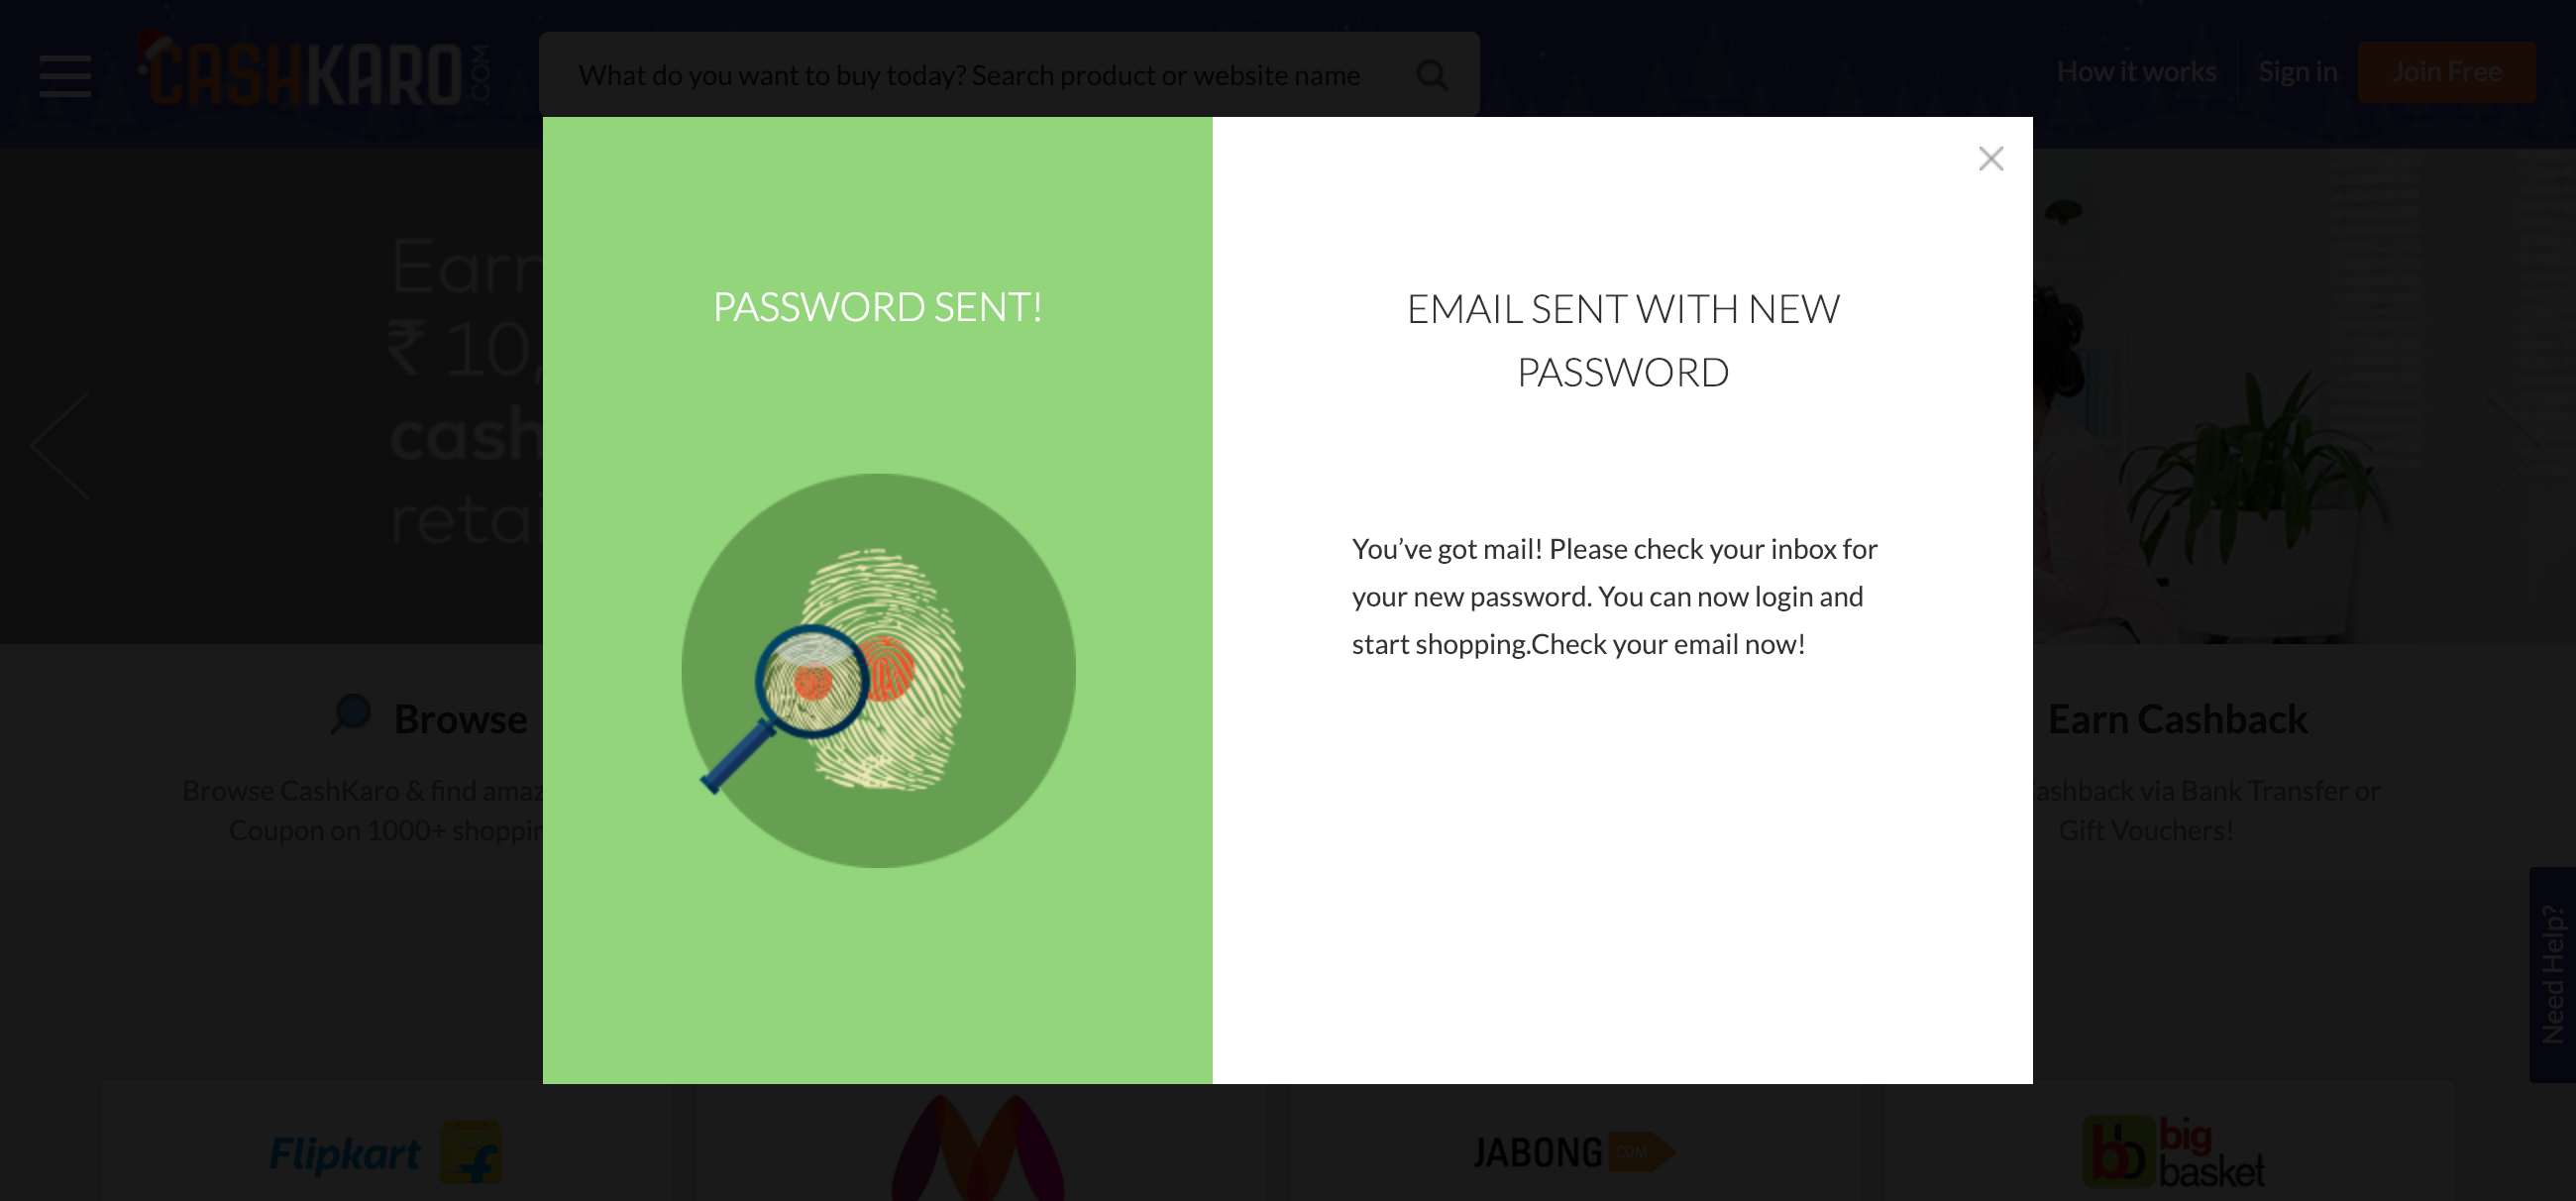 CASHKARO.COM
What do you want to buy today? Search product or website name
How it works
Sign in
Join Free
Earn
₹ 10,
cash
retai
PASSWORD SENT!
EMAIL SENT WITH NEW
PASSWORD
You’ve got mail! Please check your inbox for
your new password. You can now login and
start shopping.Check your email now!
Browse
Browse CashKaro & find amaz
Coupon on 1000+ shoppin
Earn Cashback
ashback via Bank Transfer or
Gift Vouchers!
Need Help?
Flipkart
JABONG COM
bb big
basket